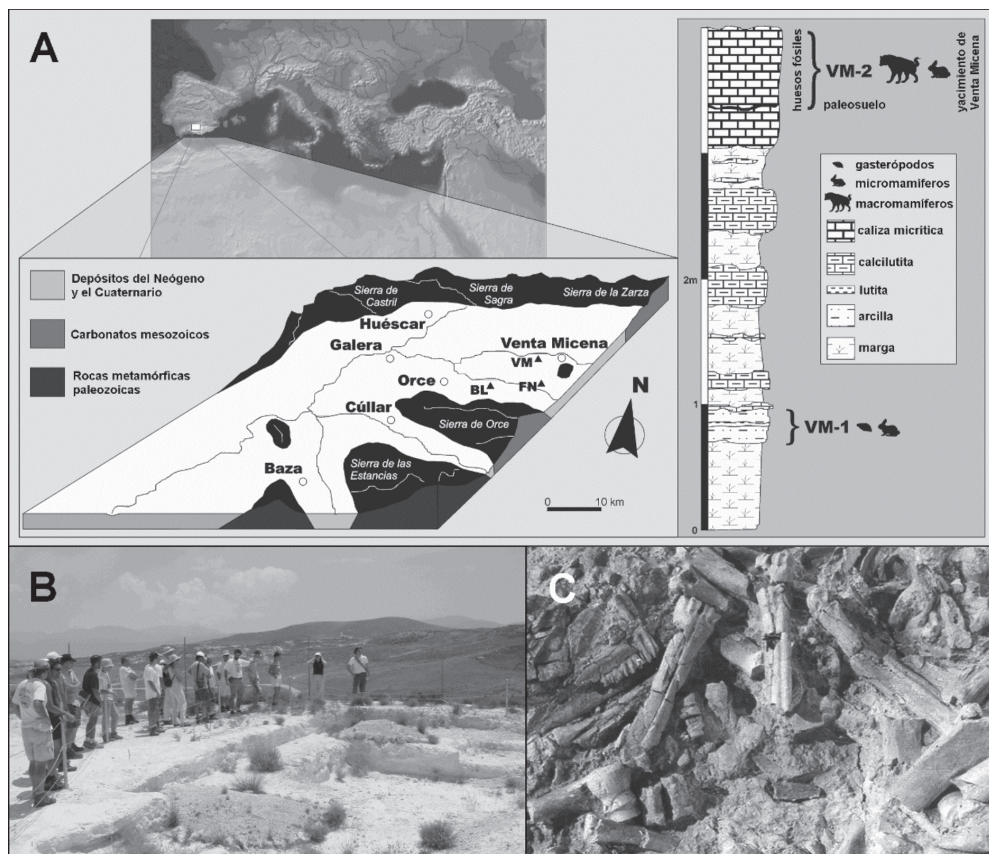 A
Depósitos del Neógeno
y el Cuaternario
Carbonatos mesozoicos
Rocas metamórficas
paleozoicas
Sierra de
Castril
Sierra de
Sagra
Sierra de la Zarza
Huéscar
Galera
Venta Micena
VM
Orce
BL
FN
Cúllar
Sierra de Orce
Baza
Sierra de las
Estancias
N
0 10 km
huesos fósiles
VM-2
paleosuelo
yacimiento de
Venta Micena
gasterópodos
micromamiferos
macromamíferos
caliza micritica
calcilutita
lutita
arcilla
marga
2m
1
VM-1
0
B
C